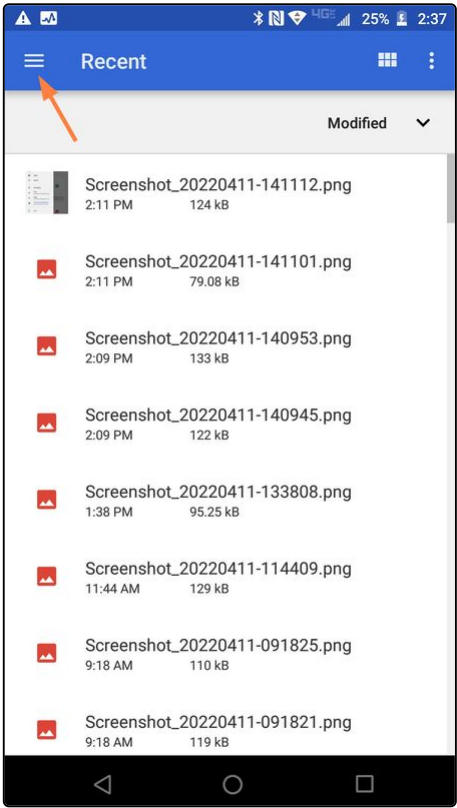 4GE 25% 2:37
Recent
Modified
Screenshot_20220411-141112.png
2:11 PM 124 kB
Screenshot_20220411-141101.png
2:11 PM 79.08 kB
Screenshot_20220411-140953.png
2:09 PM 133 kB
Screenshot_20220411-140945.png
2:09 PM 122 kB
Screenshot_20220411-133808.png
1:38 PM 95.25 kB
Screenshot_20220411-114409.png
11:44 AM 129 kB
Screenshot_20220411-091825.png
9:18 AM 110 kB
Screenshot_20220411-091821.png
9:18 AM 119 kB